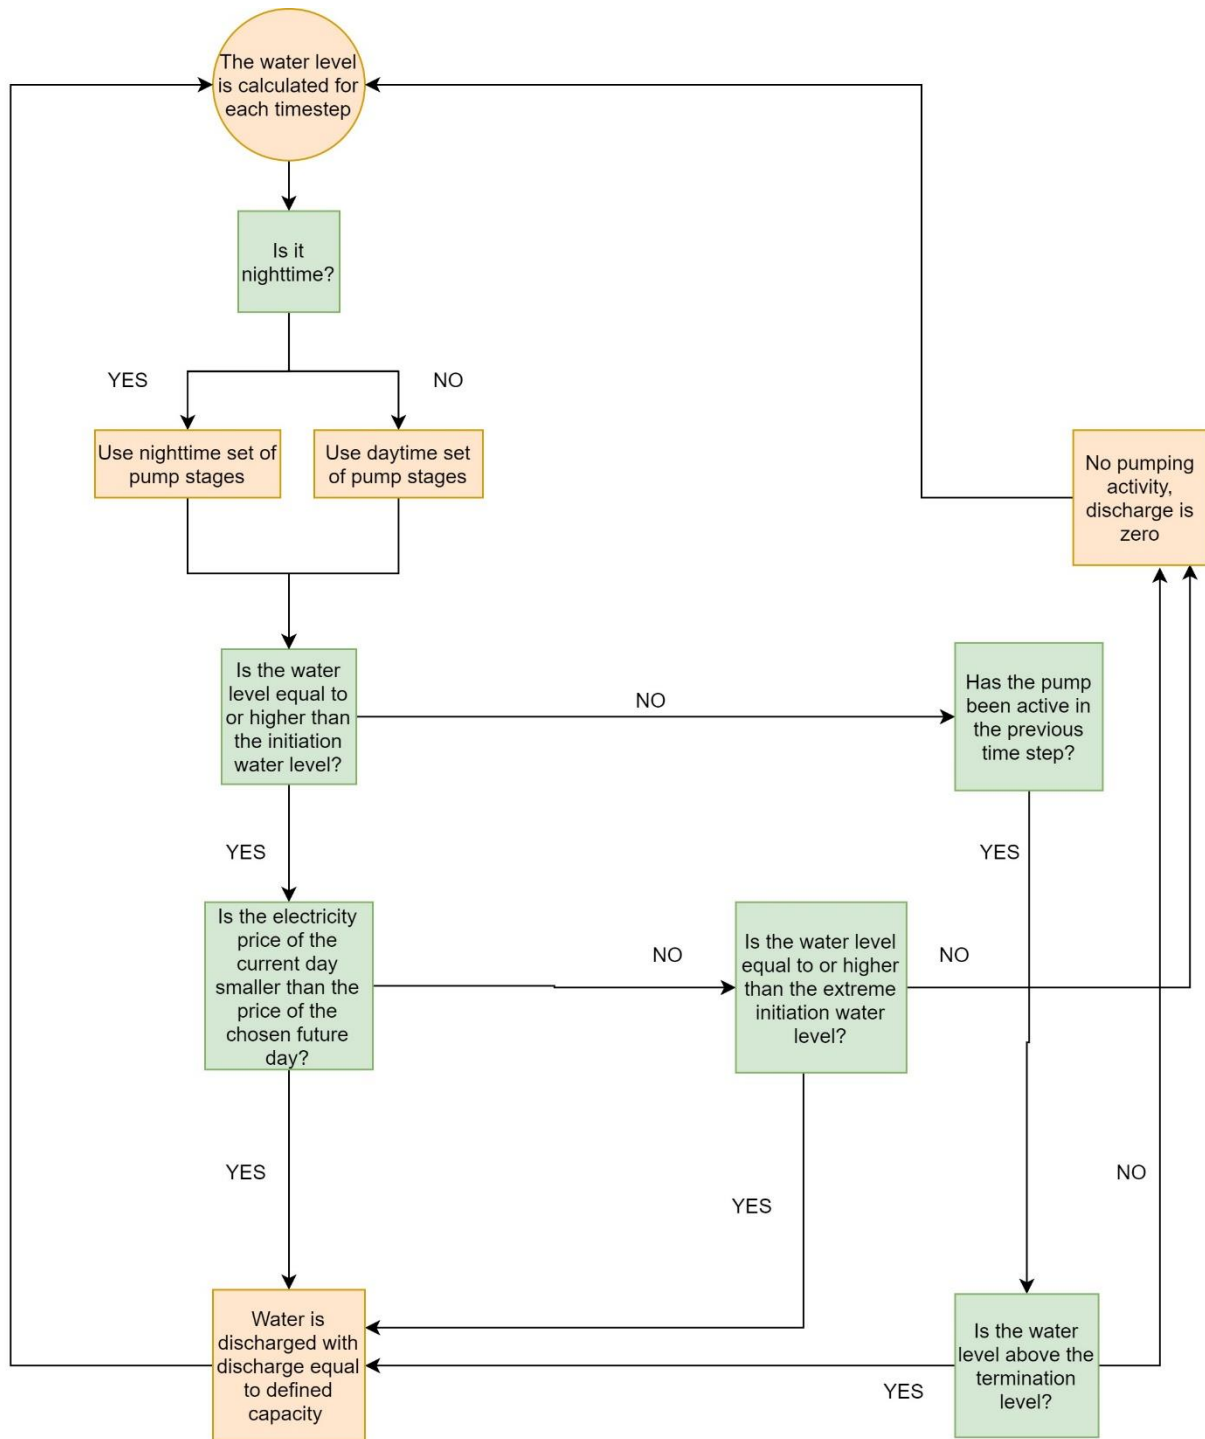 The water level
is calculated for
each timestep
Is it
nighttime?
YES
NO
Use nighttime set of
pump stages
Use daytime set
of pump stages
No pumping
activity,
discharge is
zero
Is the water
level equal to
or higher than
the initiation
water level?
NO
Has the pump
been active in
the previous
time step?
YES
YES
Is the electricity
price of the
current day
smaller than the
price of the
chosen future
day?
NO
Is the water level
equal to or higher
than the extreme
initiation water
level?
NO
YES
YES
NO
Water is
discharged with
discharge equal
to defined
capacity
YES
Is the water
level above the
termination
level?